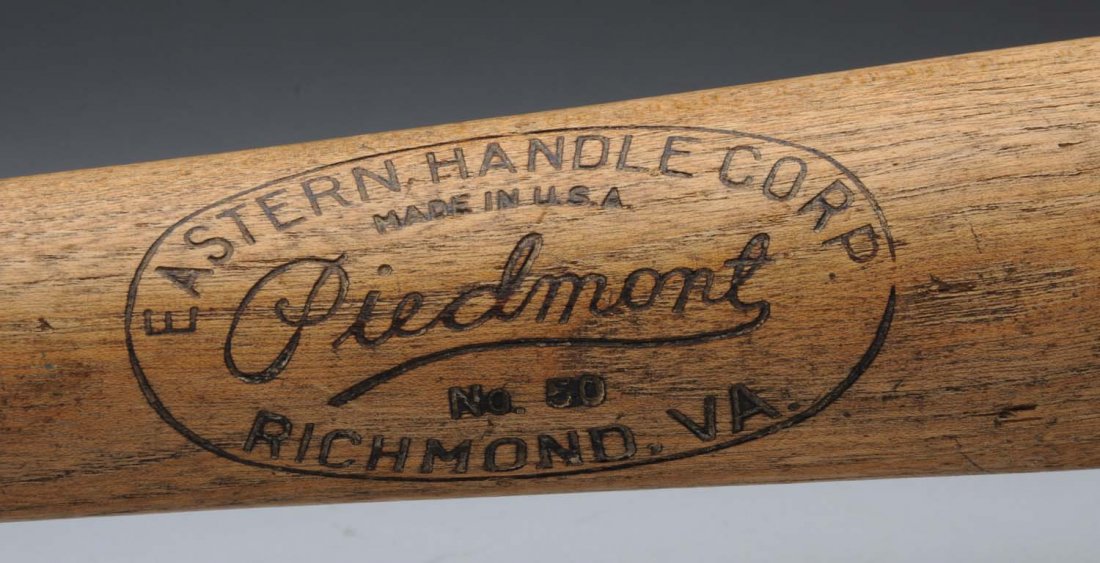 EASTERN HANDLE CORP
MADE IN U.S.A.
Piedmont
No. 50
RICHMOND, VA.